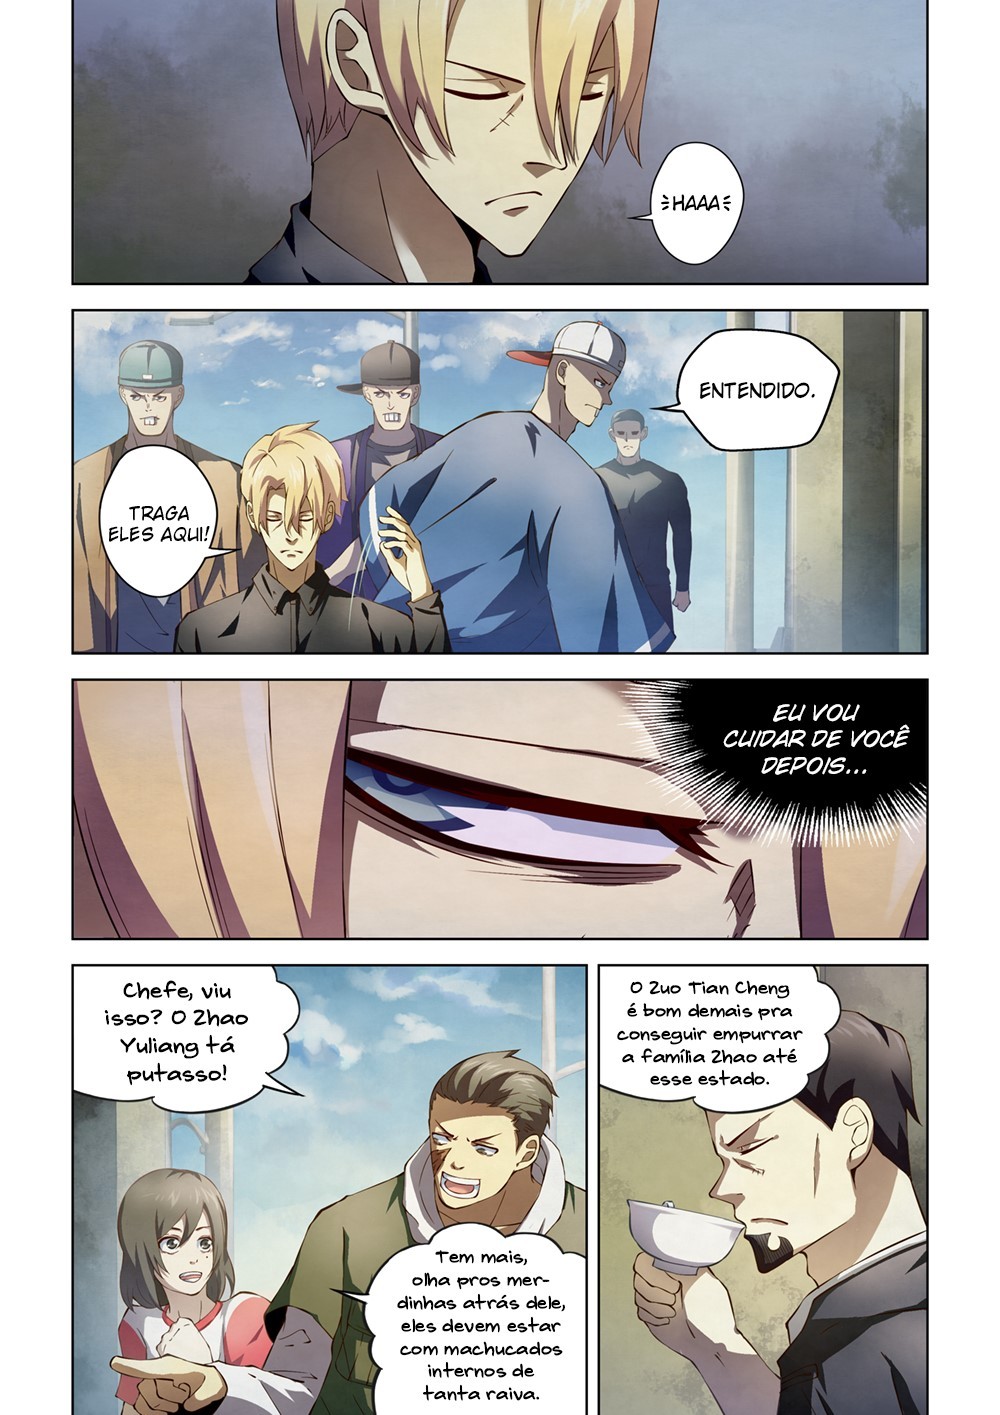 HAAA
TRAGA
ELES AQUI!
ENTENDIDO.
EU VOU
CUIDAR DE VOCÊ
DEPOIS...
Chefe, viu
isso? O Zhao
Yuliang tá
putasso!
Tem mais,
olha pros mer-
dinhas atrás dele,
eles devem estar
com machucados
internos de
tanta raiva.
O Zuo Tian Cheng
é bom demais pra
conseguir empurrar
a família Zhao até
esse estado.